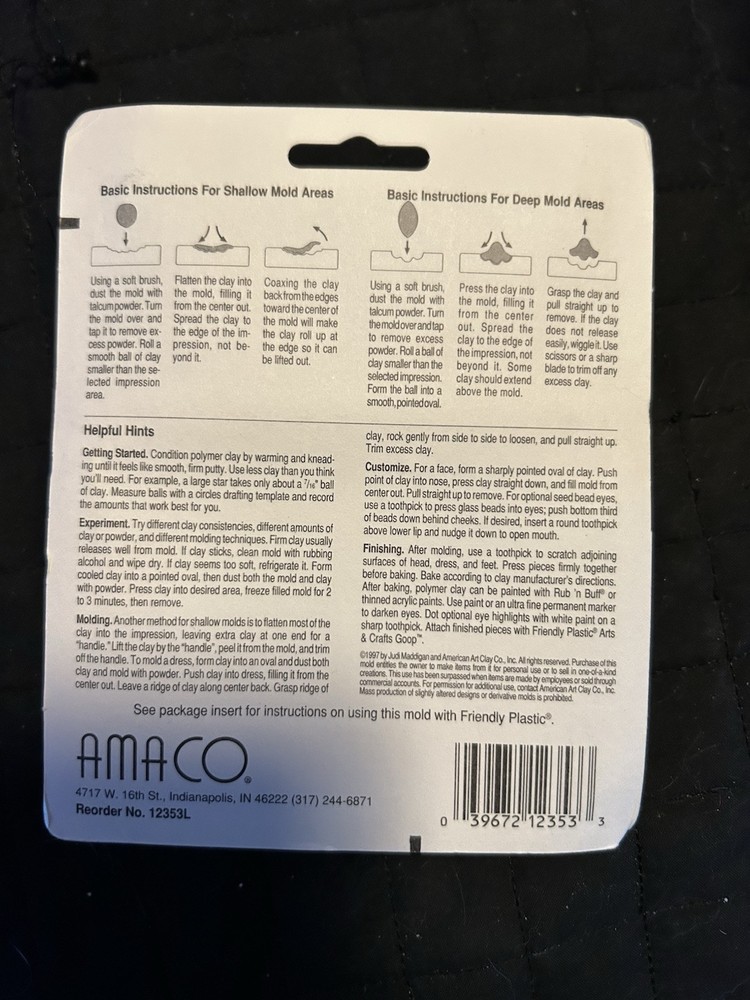 Basic Instructions For Shallow Mold Areas
Using a soft brush,
dust the mold with
talcum powder. Turn
the mold over and
tap it to remove ex-
cess powder. Roll a
smooth ball of clay
smaller than the se-
lected impression
area.
Flatten the clay into
the mold, filling it
from the center out.
Spread the clay to
the edge of the im-
pression, not be-
yond it.
Coaxing the clay
back from the edges
toward the center of
the mold will make
the clay roll up at
the edge so it can
be lifted out.
Basic Instructions For Deep Mold Areas
Using a soft brush,
dust the mold with
talcum powder. Turn
the mold over and tap
to remove excess
powder. Roll a ball of
clay smaller than the
selected impression.
Form the ball into a
smooth, pointed oval.
Press the clay into
the mold, filling it
from the center
out. Spread the
clay to the edge of
the impression, not
beyond it. Some
clay should extend
above the mold.
Grasp the clay and
pull straight up to
remove. If the clay
does not release
easily, wiggle it. Use
scissors or a sharp
blade to trim off any
excess clay.
Helpful Hints
Getting Started. Condition polymer clay by warming and knead-
ing until it feels like smooth, firm putty. Use less clay than you think
you'll need. For example, a large star takes only about a 7/16" ball
of clay. Measure balls with a circles drafting template and record
the amounts that work best for you.
Experiment. Try different clay consistencies, different amounts of
clay or powder, and different molding techniques. Firm clay usually
releases well from mold. If clay sticks, clean mold with rubbing
alcohol and wipe dry. If clay seems too soft, refrigerate it. Form
cooled clay into a pointed oval, then dust both the mold and clay
with powder. Press clay into desired area, freeze filled mold for 2
to 3 minutes, then remove.
Molding. Another method for shallow molds is to flatten most of the
clay into the impression, leaving extra clay at one end for a
"handle." Lift the clay by the "handle", peel it from the mold, and trim
off the handle. To mold a dress, form clay into an oval and dust both
clay and mold with powder. Push clay into dress, filling it from the
center out. Leave a ridge of clay along center back. Grasp ridge of
clay, rock gently from side to side to loosen, and pull straight up.
Trim excess clay.
Customize. For a face, form a sharply pointed oval of clay. Push
point of clay into nose, press clay straight down, and fill mold from
center out. Pull straight up to remove. For optional seed bead eyes,
use a toothpick to press glass beads into eyes; push bottom third
of beads down behind cheeks. If desired, insert a round toothpick
above lower lip and nudge it down to open mouth.
Finishing. After molding, use a toothpick to scratch adjoining
surfaces of head, dress, and feet. Press pieces firmly together
before baking. Bake according to clay manufacturer's directions.
After baking, polymer clay can be painted with Rub 'n Buff® or
thinned acrylic paints. Use paint or an ultra fine permanent marker
to darken eyes. Dot optional eye highlights with white paint on a
sharp toothpick. Attach finished pieces with Friendly Plastic® Arts
& Crafts Goop™.
©1997 by Judi Maddigan and American Art Clay Co., Inc. All rights reserved. Purchase of this
mold entitles the owner to make items from it for personal use or to sell in one-of-a-kind
creations. This use has been surpassed when items are made by employees or sold through
commercial accounts. For permission for additional use, contact American Art Clay Co., Inc.
Mass production of slightly altered designs or derivative molds is prohibited.
See package insert for instructions on using this mold with Friendly Plastic®.
AMACO®
4717 W. 16th St., Indianapolis, IN 46222 (317) 244-6871
Reorder No. 12353L
0 39672 12353 3